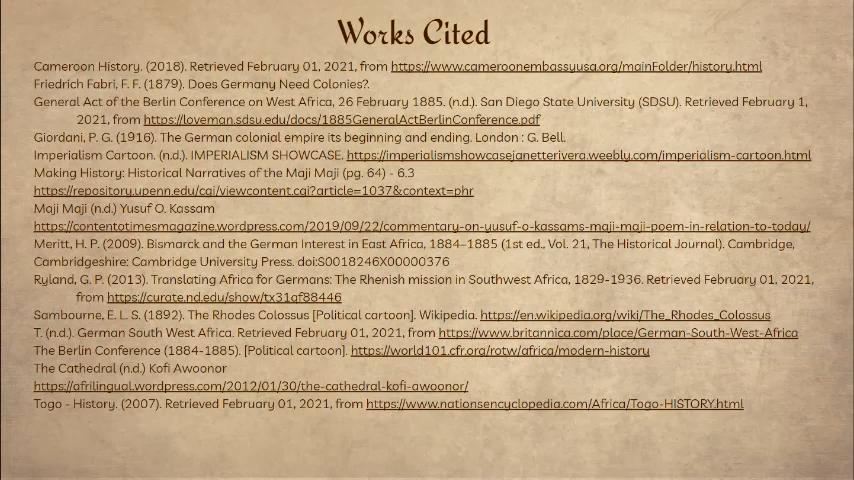 Works Cited
Cameroon History. (2018). Retrieved February 01, 2021, from https://www.cameroonembassyusa.org/mainFolder/history.html
Friedrich Fabri, F. F. (1879). Does Germany Need Colonies?.
General Act of the Berlin Conference on West Africa, 26 February 1885. (n.d.). San Diego State University (SDSU). Retrieved February 1,
2021, from https://loveman.sdsu.edu/docs/1885GeneralActBerlinConference.pdf
Giordani, P. G. (1916). The German colonial empire its beginning and ending. London : G. Bell.
Imperialism Cartoon. (n.d.). IMPERIALISM SHOWCASE. https://imperialismshowcasejanetterivera.weebly.com/imperialism-cartoon.html
Making History: Historical Narratives of the Maji Maji (pg. 64) - 6.3
https://repository.upenn.edu/cgi/viewcontent.cgi?article=1037&context=phr
Maji Maji (n.d.) Yusuf O. Kassam
https://contentotimesmagazine.wordpress.com/2019/09/22/commentary-on-yusuf-o-kassams-maji-maji-poem-in-relation-to-today/
Meritt, H. P. (2009). Bismarck and the German Interest in East Africa, 1884–1885 (1st ed., Vol. 21, The Historical Journal). Cambridge,
Cambridgeshire: Cambridge University Press. doi:S0018246X00000376
Ryland, G. P. (2013). Translating Africa for Germans: The Rhenish mission in Southwest Africa, 1829-1936. Retrieved February 01, 2021,
from https://curate.nd.edu/show/tx31qf88446
Sambourne, E. L. S. (1892). The Rhodes Colossus [Political cartoon]. Wikipedia. https://en.wikipedia.org/wiki/The_Rhodes_Colossus
T. (n.d.). German South West Africa. Retrieved February 01, 2021, from https://www.britannica.com/place/German-South-West-Africa
The Berlin Conference (1884-1885). [Political cartoon]. https://world101.cfr.org/rotw/africa/modern-history
The Cathedral (n.d.) Kofi Awoonor
https://afrilingual.wordpress.com/2012/01/30/the-cathedral-kofi-awoonor/
Togo - History. (2007). Retrieved February 01, 2021, from https://www.nationsencyclopedia.com/Africa/Togo-HISTORY.html